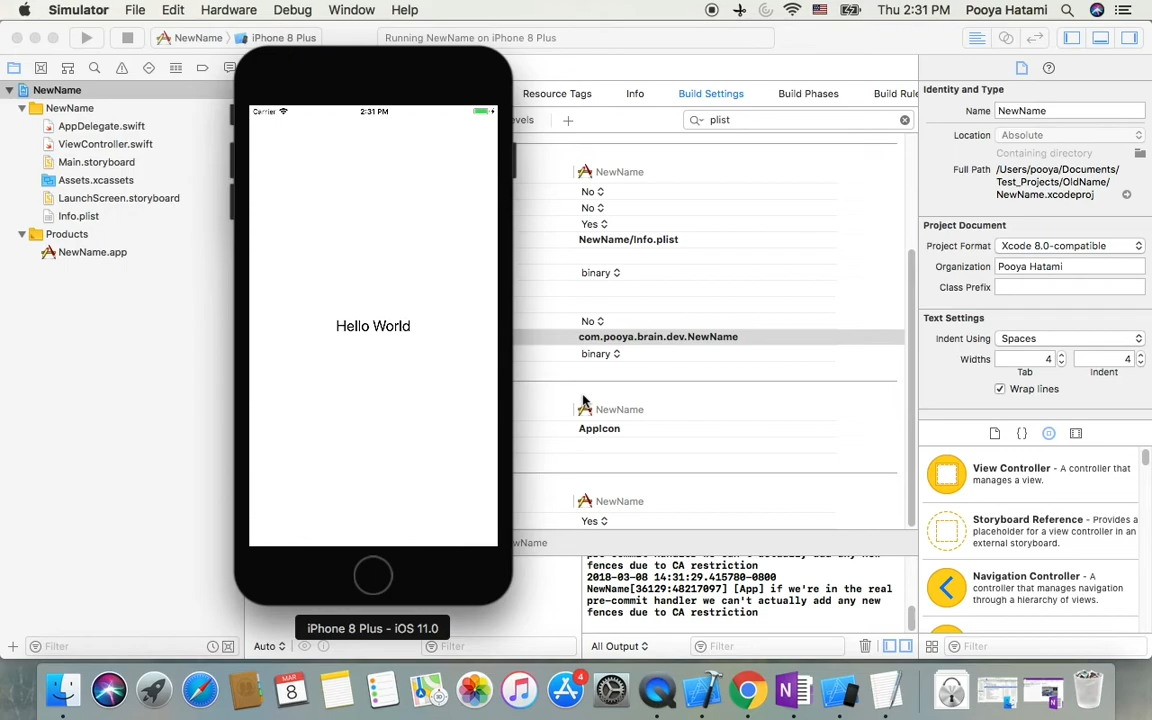 Simulator File Edit Hardware Debug Window Help Thu 2:31 PM Pooya Hatami
NewName iPhone 8 Plus Running NewName on iPhone 8 Plus
NewName
NewName
AppDelegate.swift
ViewController.swift
Main.storyboard
Assets.xcassets
LaunchScreen.storyboard
Info.plist
Products
NewName.app
Filter
Carrier 2:31 PM
Hello World
iPhone 8 Plus - iOS 11.0
Resource Tags Info Build Settings Build Phases Build Rule
evels + plist
NewName
No
No
Yes
NewName/Info.plist
binary
No
com.pooya.brain.dev.NewName
binary
NewName
AppIcon
NewName
Yes
wName
fences due to CA restriction
2018-03-08 14:31:29.415780-0800
NewName[36129:48217097] [App] if we're in the real
pre-commit handler we can't actually add any new
fences due to CA restriction
Auto Filter All Output Filter
Identity and Type
Name NewName
Location Absolute
Containing directory
Full Path /Users/pooya/Documents/
Test_Projects/OldName/
NewName.xcodeproj
Project Document
Project Format Xcode 8.0-compatible
Organization Pooya Hatami
Class Prefix
Text Settings
Indent Using Spaces
Widths 4 4
Tab Indent
Wrap lines
View Controller - A controller that
manages a view.
Storyboard Reference - Provides a
placeholder for a view controller in an
external storyboard.
Navigation Controller - A
controller that manages navigation
through a hierarchy of views.
Filter
MAR
8
4